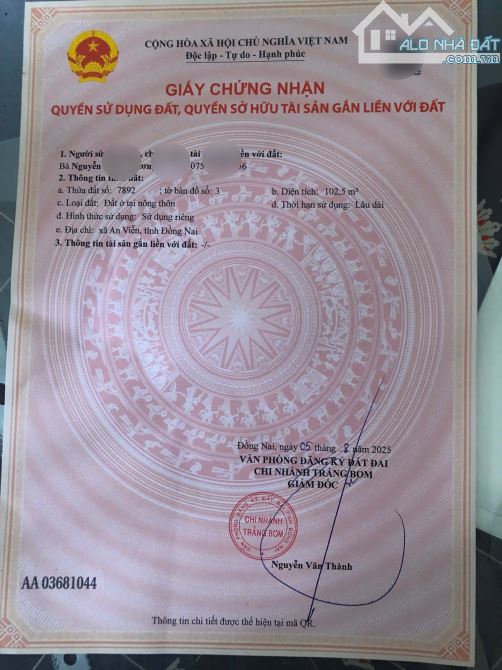 CỘNG HÒA XÃ HỘI CHỦ NGHĨA VIỆT NAM
Độc lập - Tự do - Hạnh phúc
ALO NHÀ ĐẤT
.com.vn
GIẤY CHỨNG NHẬN
QUYỀN SỬ DỤNG ĐẤT, QUYỀN SỞ HỮU TÀI SẢN GẮN LIỀN VỚI ĐẤT
1. Người sử tài liền với đất:
Bà Nguyễn 075
2. Thông tin đất:
a. Thửa đất số: 7892 ; tờ bản đồ số: 3 b. Diện tích: 102,5 m²
c. Loại đất: Đất ở tại nông thôn d. Thời hạn sử dụng: Lâu dài
đ. Hình thức sử dụng: Sử dụng riêng
e. Địa chỉ: xã An Viễn, tỉnh Đồng Nai
3. Thông tin tài sản gắn liền với đất: -/-
Đồng Nai, ngày 05 tháng 8 năm 2025
VĂN PHÒNG ĐĂNG KÝ ĐẤT ĐAI
CHI NHÁNH TRẢNG BOM
GIÁM ĐỐC
CHI NHÁNH
TRẢNG BOM
Nguyễn Văn Thành
AA 03681044
Thông tin chi tiết được thể hiện tại mã QR.